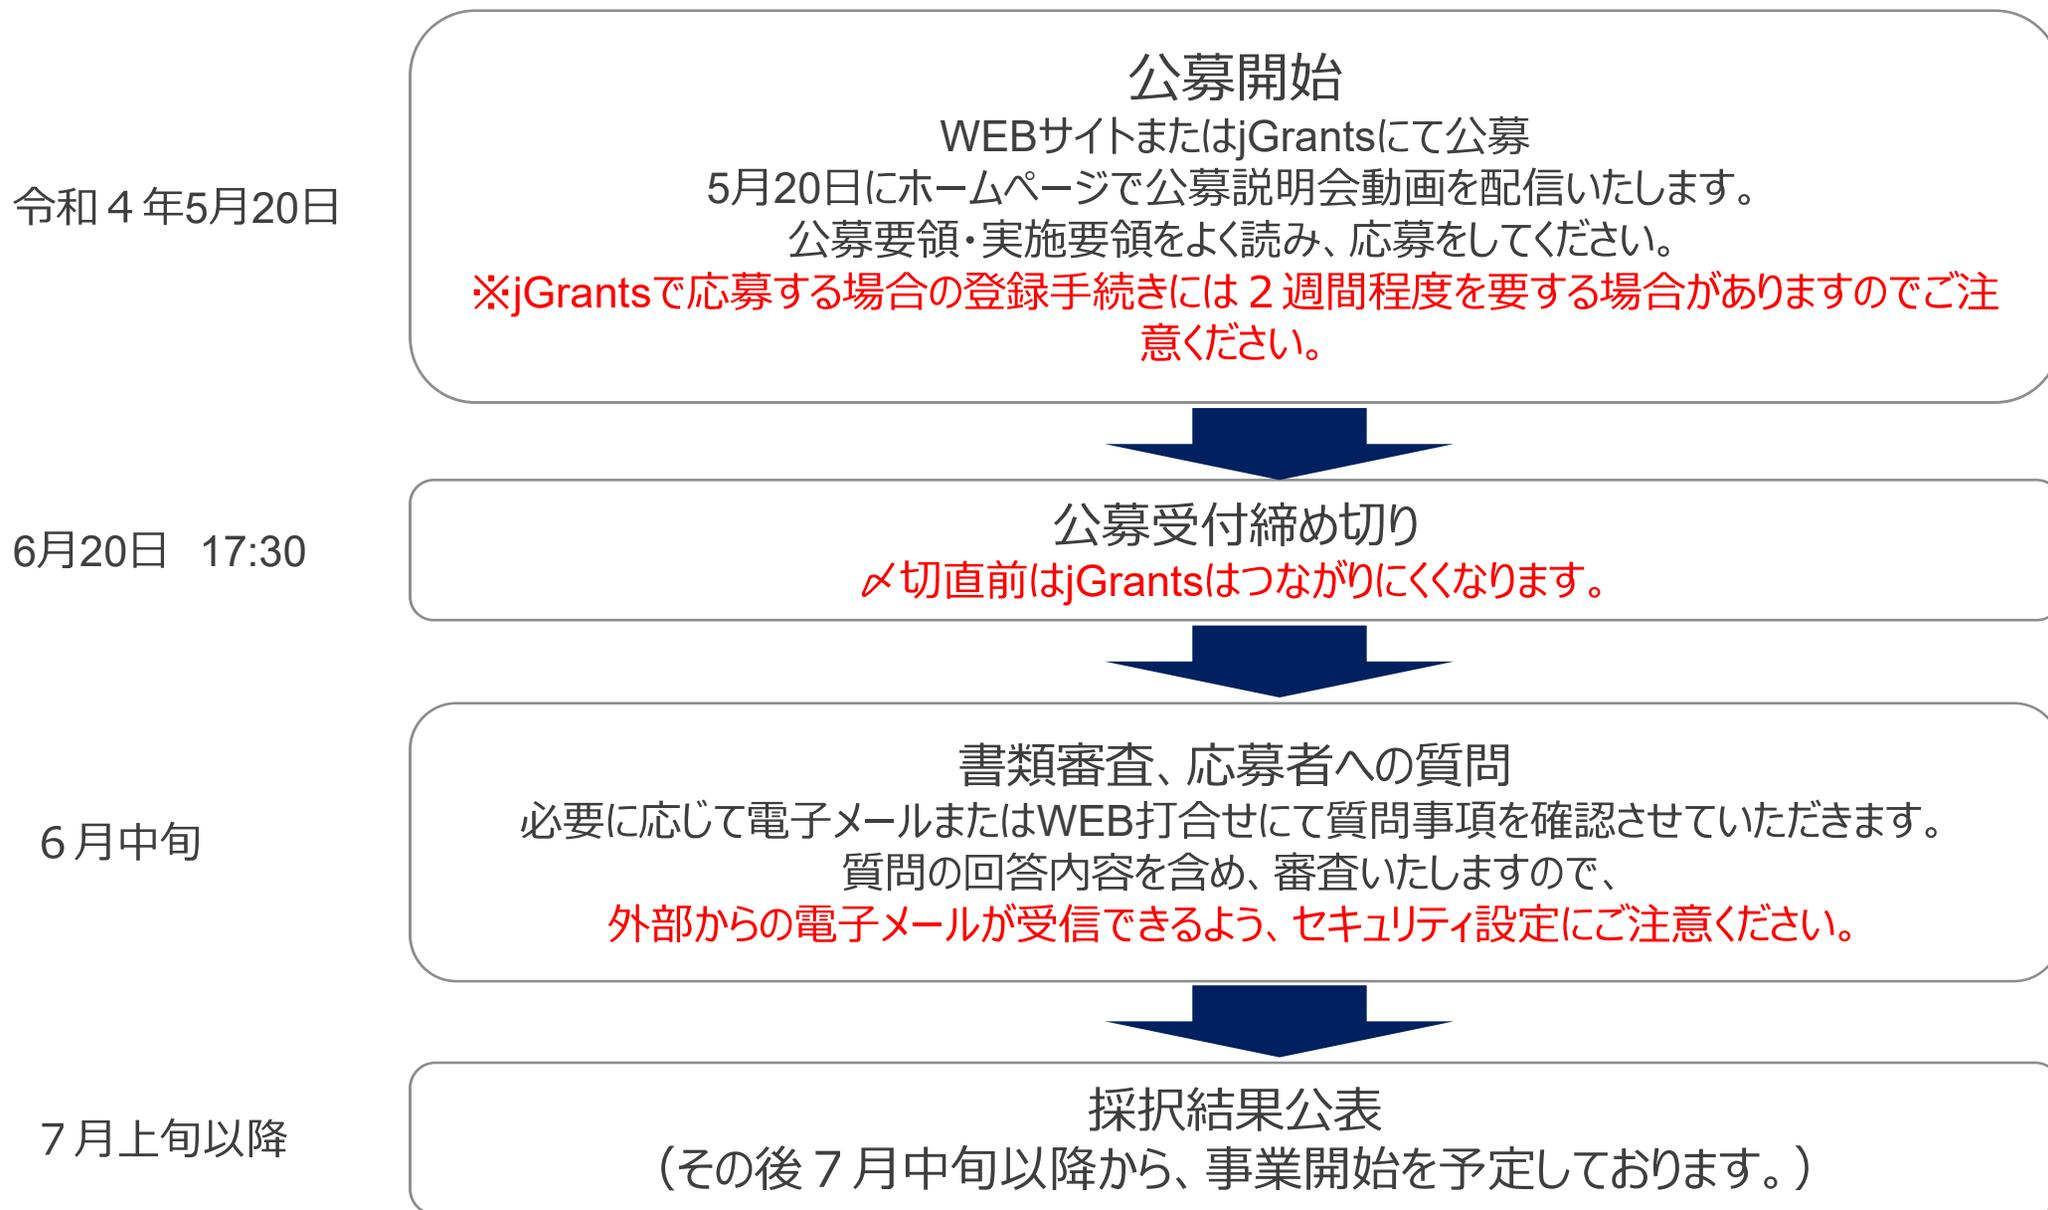 令和４年5月20日
公募開始
WEBサイトまたはjGrantsにて公募
5月20日にホームページで公募説明会動画を配信いたします。
公募要領・実施要領をよく読み、応募をしてください。
※jGrantsで応募する場合の登録手続きには２週間程度を要する場合がありますのでご注
意ください。
6月20日　17:30
公募受付締め切り
〆切直前はjGrantsはつながりにくくなります。
６月中旬
書類審査、応募者への質問
必要に応じて電子メールまたはWEB打合せにて質問事項を確認させていただきます。
質問の回答内容を含め、審査いたしますので、
外部からの電子メールが受信できるよう、セキュリティ設定にご注意ください。
７月上旬以降
採択結果公表
（その後７月中旬以降から、事業開始を予定しております。）